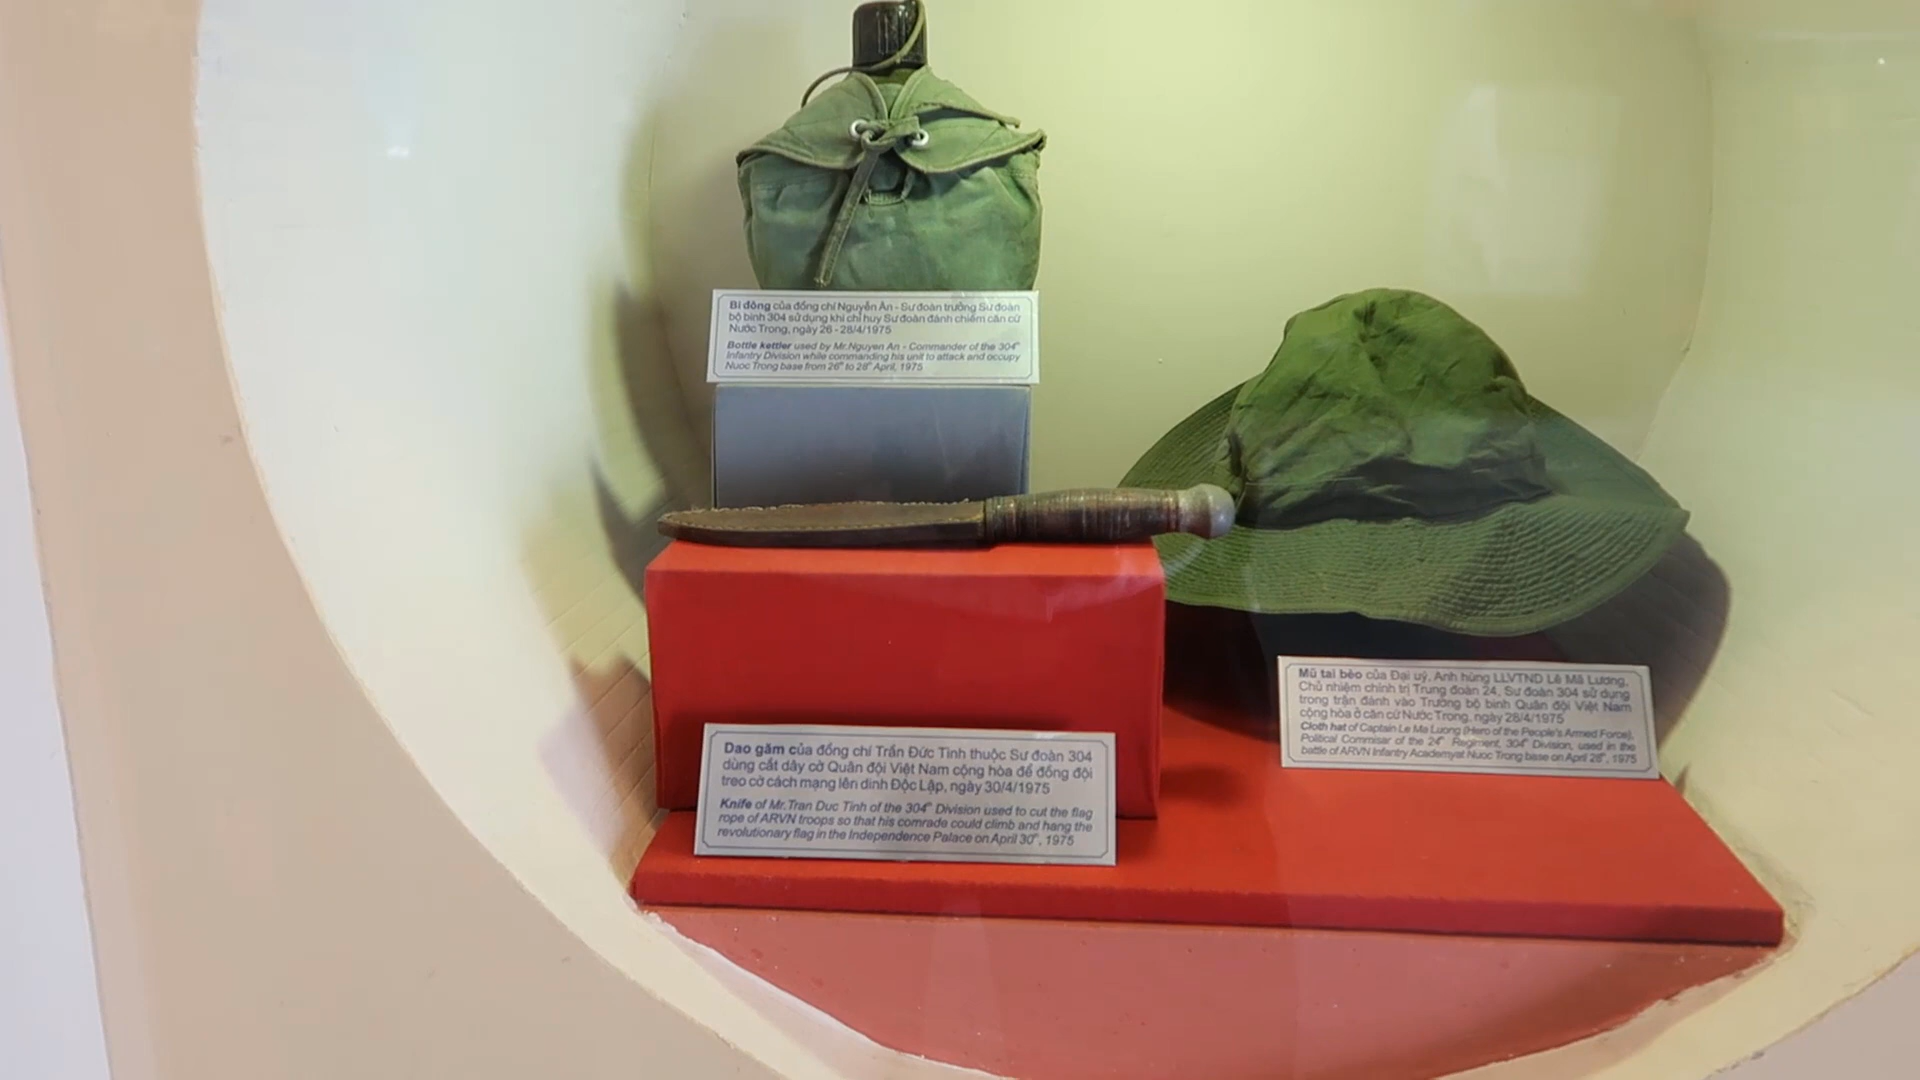 Bi đông của đồng chí Nguyễn Ân - Sư đoàn trưởng Sư đoàn
bộ binh 304 sử dụng khi chỉ huy Sư đoàn đánh chiếm căn cứ
Nước Trong, ngày 26 - 28/4/1975
Bottle kettler used by Mr.Nguyen An - Commander of the 304th
Infantry Division while commanding his unit to attack and occupy
Nuoc Trong base from 26th to 28th April, 1975
Mũ tai bèo của Đại uý, Anh hùng LLVTND Lê Mã Lương,
Chủ nhiệm chính trị Trung đoàn 24, Sư đoàn 304 sử dụng
trong trận đánh vào Trường bộ binh Quân đội Việt Nam
cộng hòa ở căn cứ Nước Trong, ngày 28/4/1975
Cloth hat of Captain Le Ma Luong (Hero of the People's Armed Force),
Political Commisar of the 24th Regiment, 304th Division, used in the
battle of ARVN Infantry Academyat Nuoc Trong base on April 28th, 1975
Dao găm của đồng chí Trần Đức Tình thuộc Sư đoàn 304
dùng cắt dây cờ Quân đội Việt Nam cộng hòa để đồng đội
treo cờ cách mạng lên dinh Độc Lập, ngày 30/4/1975
Knife of Mr.Tran Duc Tinh of the 304th Division used to cut the flag
rope of ARVN troops so that his comrade could climb and hang the
revolutionary flag in the Independence Palace on April 30th, 1975